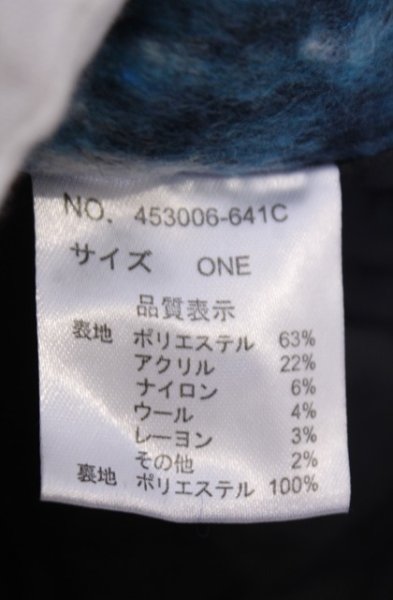 NO. 453006-641C
サイズ ONE
品質表示
表地 ポリエステル 63%
アクリル 22%
ナイロン 6%
ウール 4%
レーヨン 3%
その他 2%
裏地 ポリエステル 100%